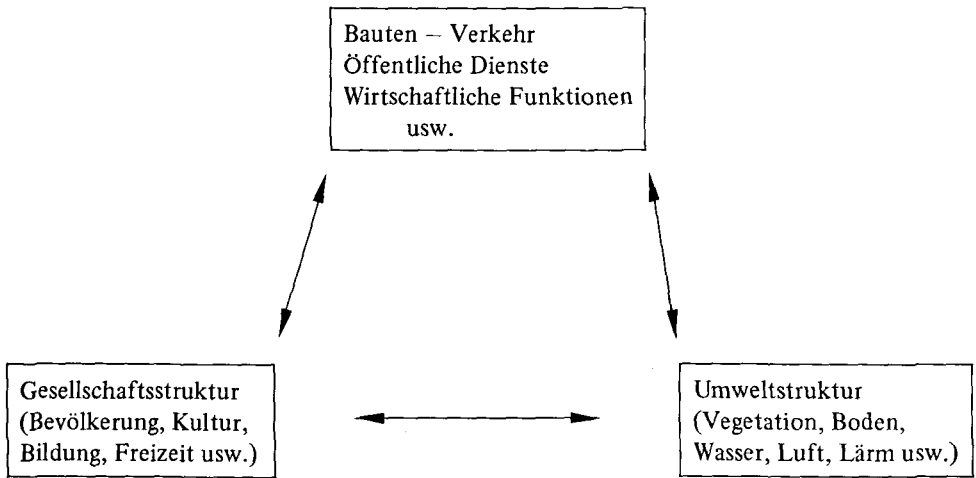 Bauten – Verkehr
Öffentliche Dienste
Wirtschaftliche Funktionen
usw.
Gesellschaftsstruktur
(Bevölkerung, Kultur,
Bildung, Freizeit usw.)
Umweltstruktur
(Vegetation, Boden,
Wasser, Luft, Lärm usw.)